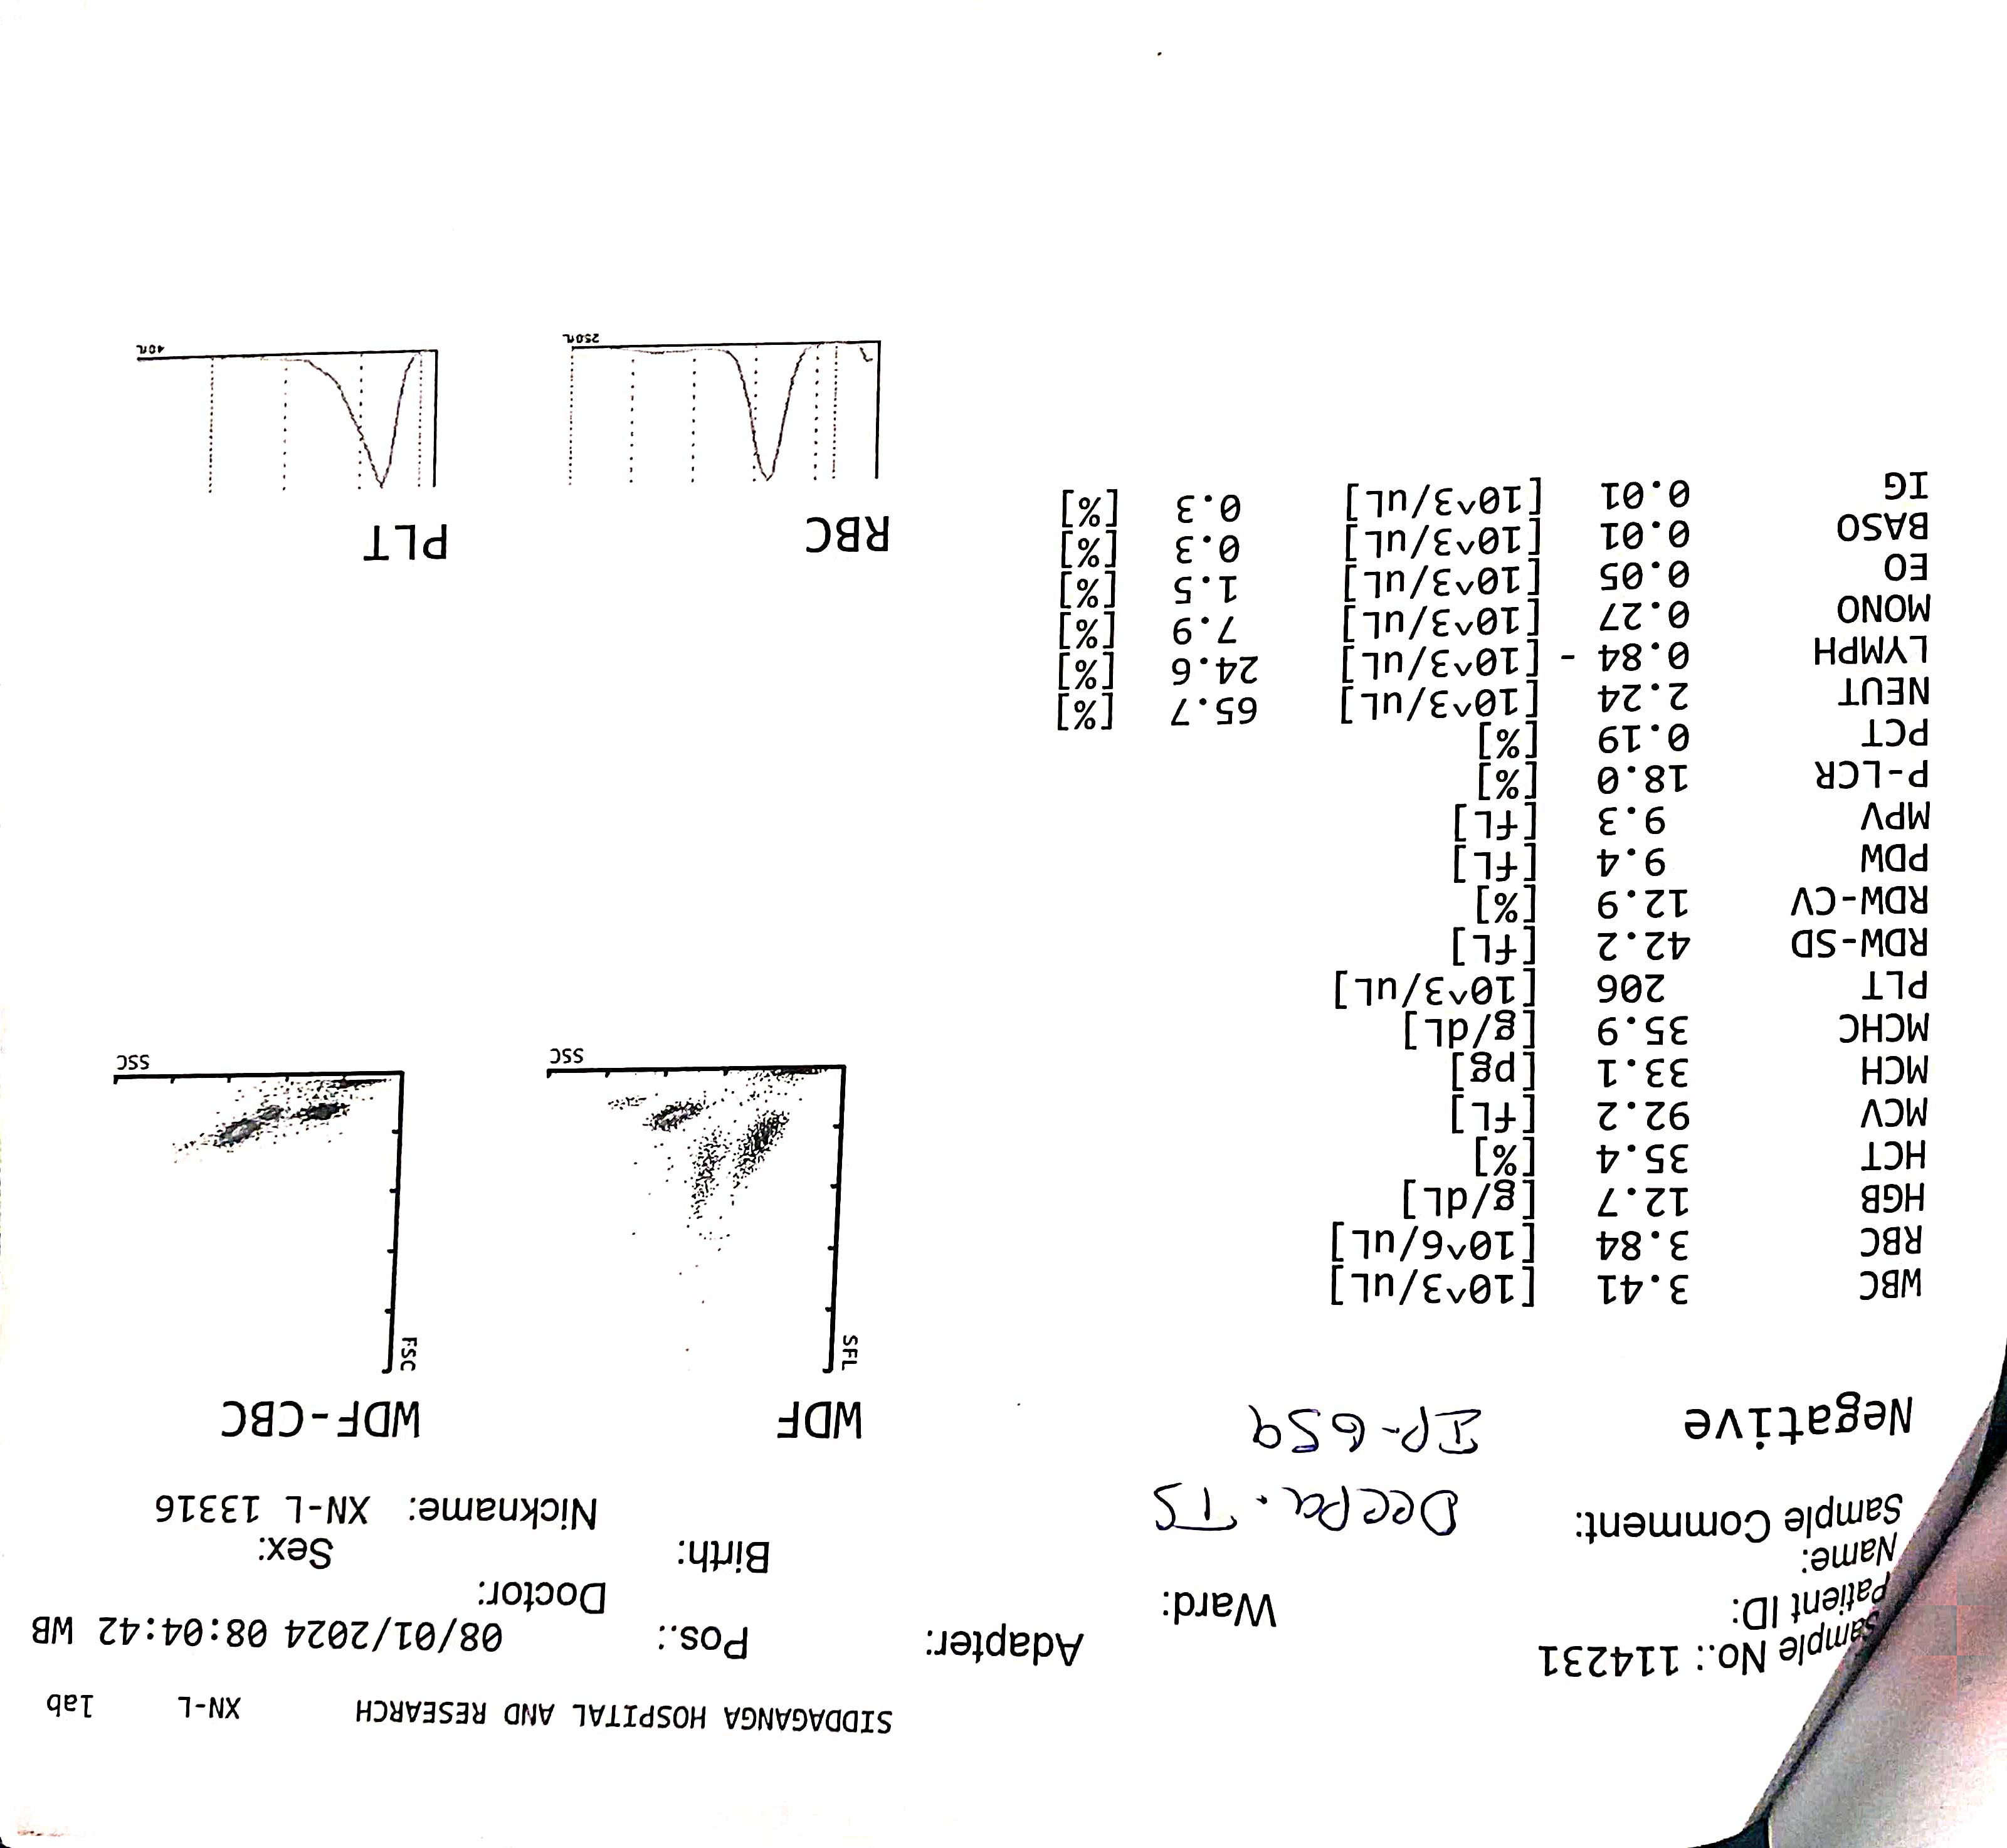 SIDDAGANGA HOSPITAL AND RESEARCH XN-L lab
Sample No.: 114231 Adapter: Pos.: 08/01/2024 08:04:42 WB
Patient ID: Ward: Doctor:
Name: Birth: Sex:
Sample Comment: Nickname: XN-L 13316
Deepa. TS
Negative IP-659
WDF WDF-CBC
SFL FSC
SSC SSC
WBC 3.41 [10^3/uL]
RBC 3.84 [10^6/uL]
HGB 12.7 [g/dL]
HCT 35.4 [%]
MCV 92.2 [fL]
MCH 33.1 [pg]
MCHC 35.9 [g/dL]
PLT 206 [10^3/uL]
RDW-SD 42.2 [fL]
RDW-CV 12.9 [%]
PDW 9.4 [fL]
MPV 9.3 [fL]
P-LCR 18.0 [%]
PCT 0.19 [%]
NEUT 2.24 [10^3/uL] 65.7 [%]
LYMPH 0.84 - [10^3/uL] 24.6 [%]
MONO 0.27 [10^3/uL] 7.9 [%]
EO 0.05 [10^3/uL] 1.5 [%]
BASO 0.01 [10^3/uL] 0.3 [%]
IG 0.01 [10^3/uL] 0.3 [%]
RBC PLT
250fL 40fL